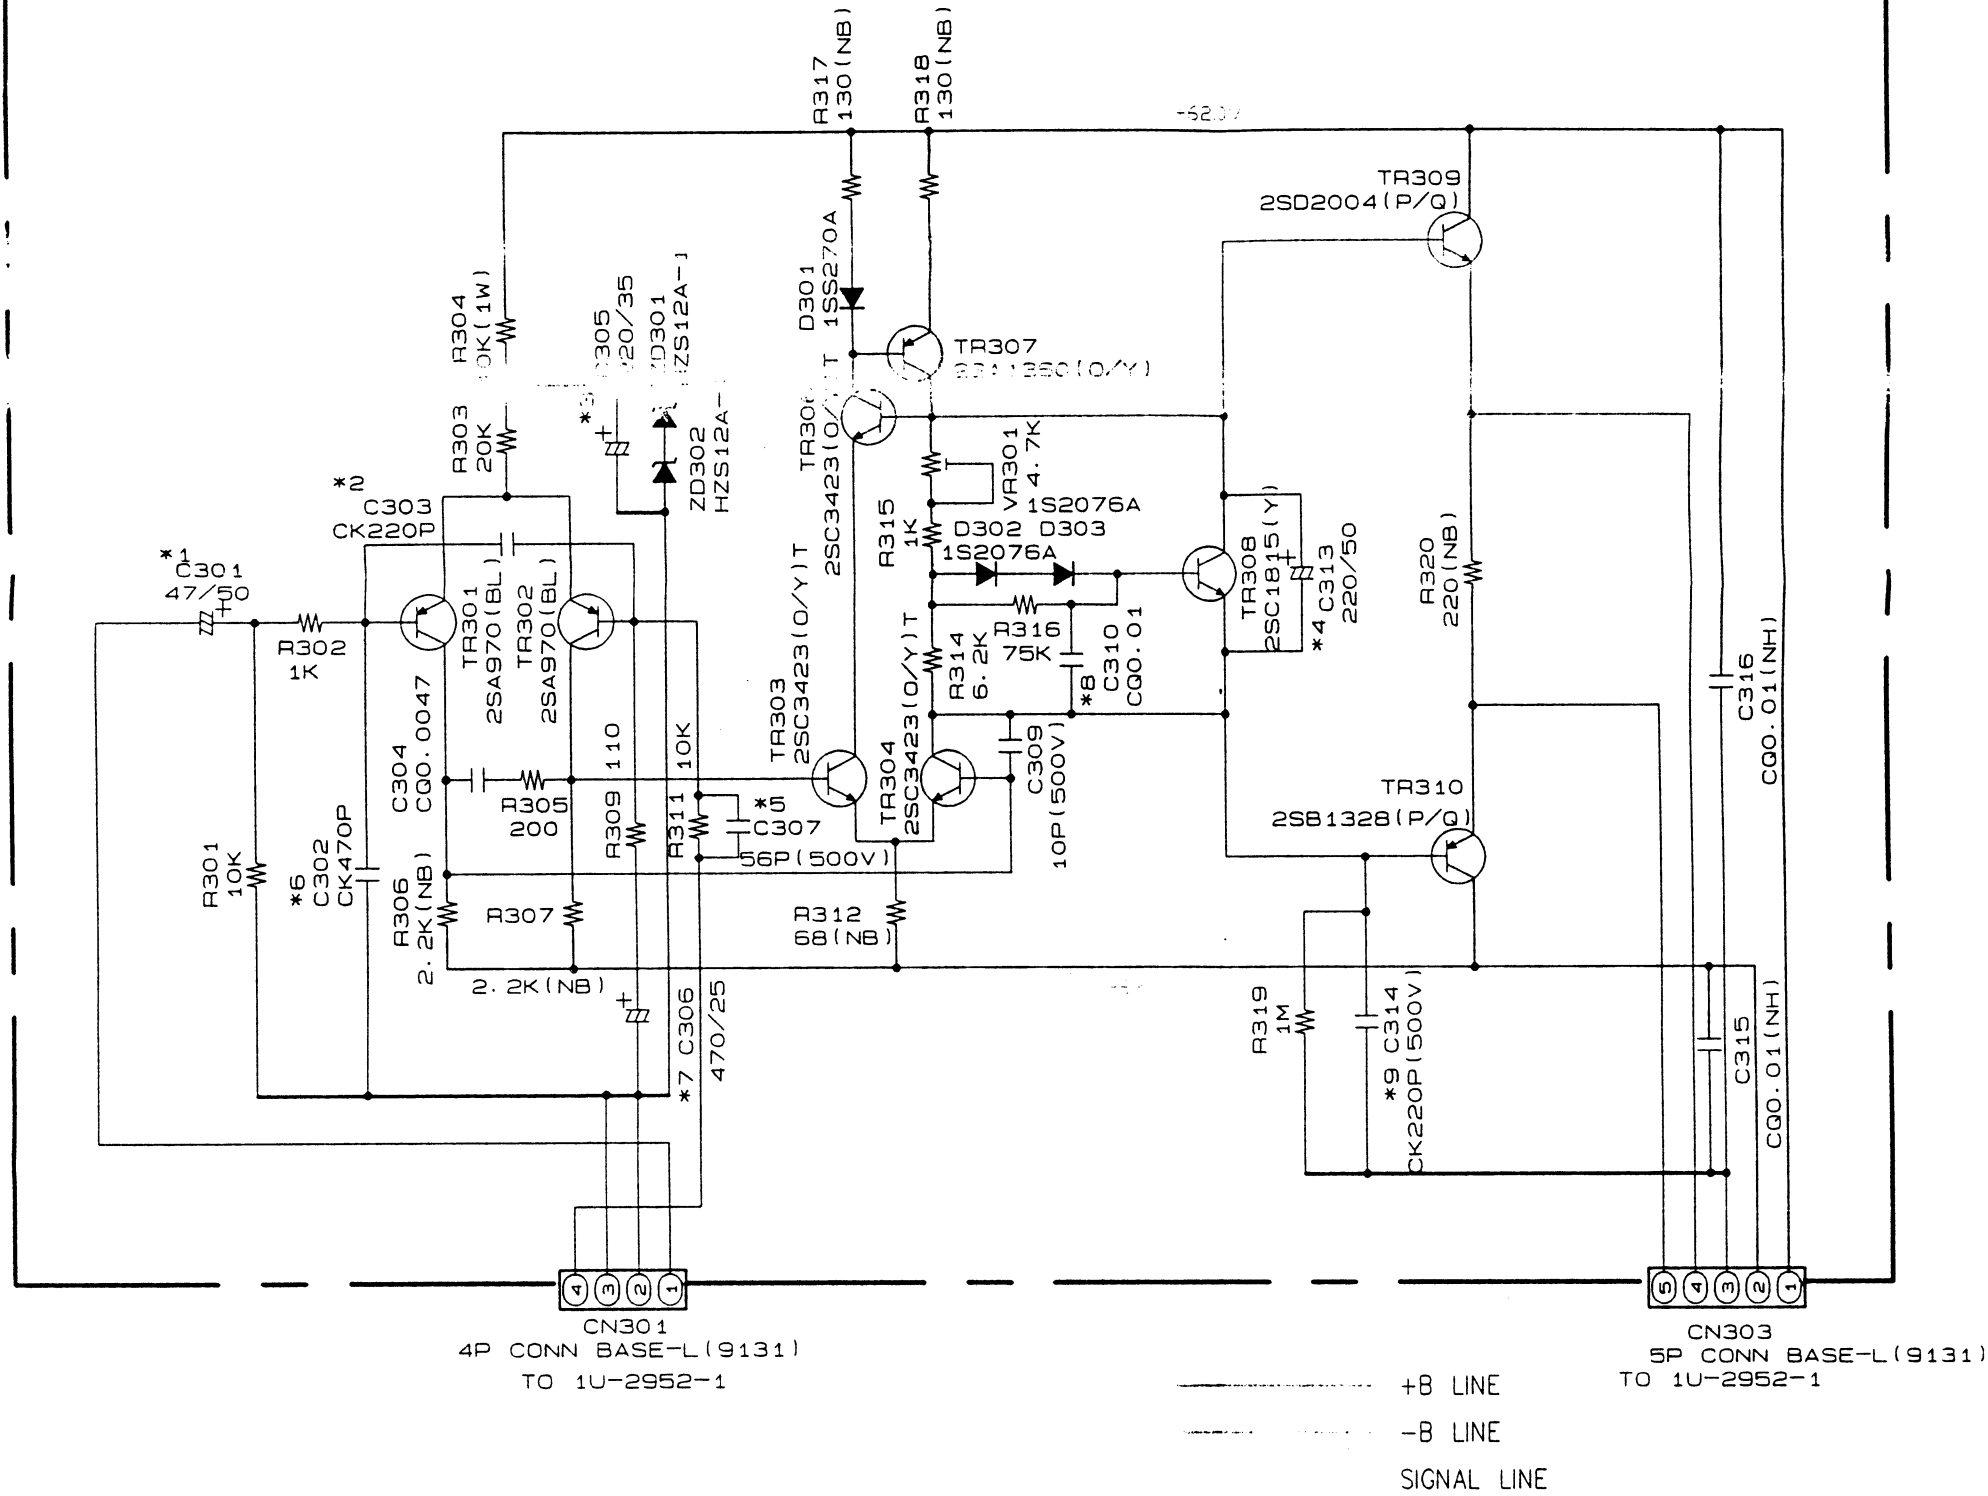 R317
130(NB)
R318
130(NB)
TR309
2SD2004(P/Q)
D301
1SS270A
R304
(1W)
TR307
R303
20K
ZD302
*3
VR301
4.7K
*2
C303
CK220P
R315
1K
1S2076A
D302 D303
1S2076A
TR308
2SC1815(Y)
*4 C313
220/50
R320
220(NB)
*1
C301
47/50
R302
1K
TR301
2SA970(BL)
TR302
2SA970(BL)
2SC3423(O/Y)T
R314
6.2K
R316
75K
*8
C310
CQ0.01
C316
CQ0.01(NH)
C304
CQ0.0047
R305
200
R309 110
R311 10K
*5
C307
56P(500V)
TR303
2SC3423(O/Y)T
TR304
2SC3423(O/Y)T
C309
10P(500V)
TR310
2SB1328(P/Q)
R301
10K
*6
C302
CK470P
R306
2.2K(NB)
R307
2.2K(NB)
R312
68(NB)
*7 C306
470/25
R319
1M
*9 C314
CK220P(500V)
C315
CQ0.01(NH)
4 3 2 1
5 4 3 2 1
CN301
4P CONN BASE-L(9131)
TO 1U-2952-1
CN303
5P CONN BASE-L(9131)
TO 1U-2952-1
+B LINE
-B LINE
SIGNAL LINE